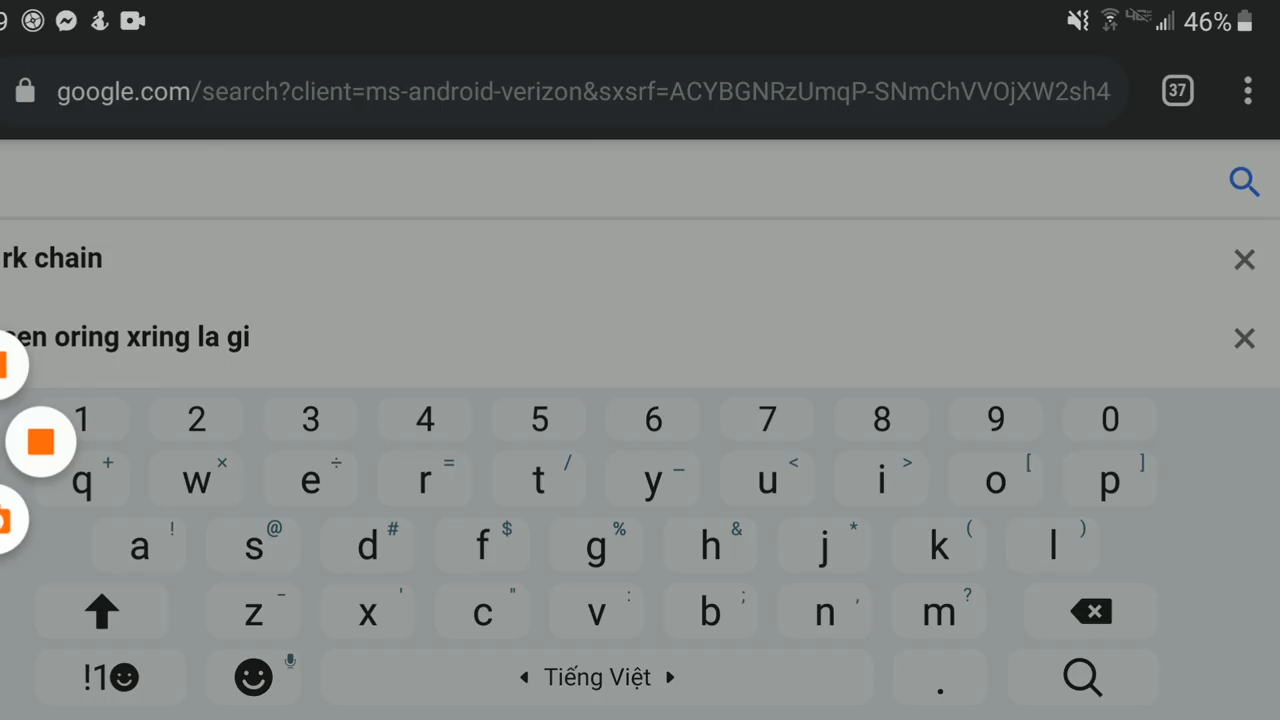 9 46%
google.com/search?client=ms-android-verizon&sxsrf=ACYBGNRzUmqP-SNmChVVOjXW2sh4 37
rk chain
oring xring la gi
1 2 3 4 5 6 7 8 9 0
q + w × e ÷ r = t / y _ u < i > o [ p ]
a ! s @ d # f $ g % h & j * k ( l )
z - x ' c " v : b ; n , m ?
!1 Tiếng Việt .